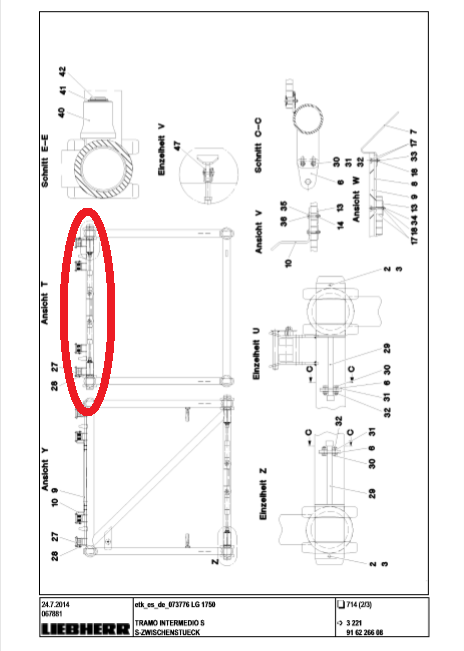 Schnitt E-E
42
41
40
Einzelheit V
47
Schnitt C-C
30
6
31
32
Ansicht W
7
17
33
16
8
9
13
34
16
17
Ansicht T
27
28
Ansicht V
35
36
13
14
10
Einzelheit U
2 3
29
30
6
31
32
C
C
Ansicht Y
9
10
27
28
Z
Einzelheit Z
C
C
32
31
6
30
29
2 3
24.7.2014
067881
etk_es_de_073776 LG 1750
714 (2/3)
LIEBHERR
TRAMO INTERMEDIO S
S-ZWISCHENSTUECK
3 221
91 62 266 08